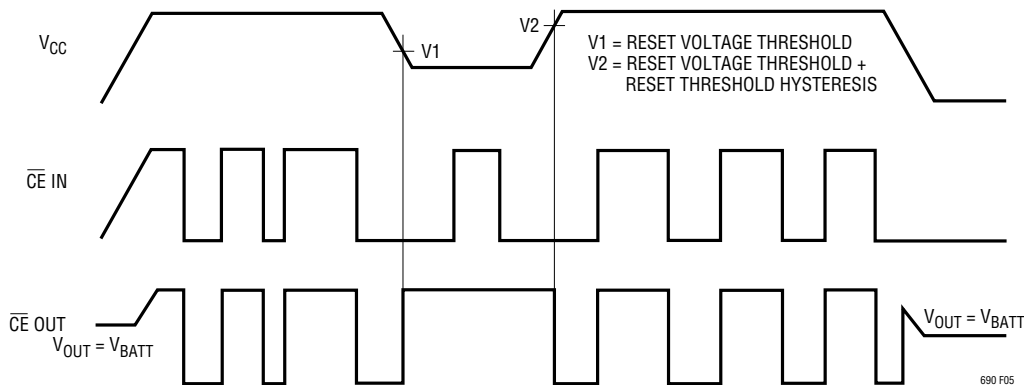 V2
V1 = RESET VOLTAGE THRESHOLD
V2 = RESET VOLTAGE THRESHOLD +
RESET THRESHOLD HYSTERESIS
VCC
V1
CE IN
CE OUT
VOUT = VBATT
VOUT = VBATT
690 F05